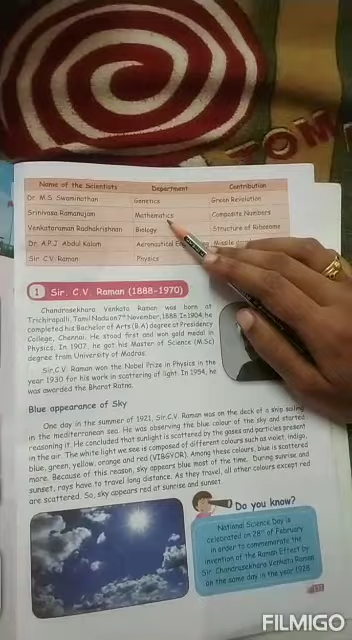 Name of the Scientists Department Contribution
Dr. M.S. Swaminathan Genetics Green Revolution
Srinivasa Ramanujam Mathematics Composite Numbers
Venkataraman Radhakrishnan Biology Structure of Ribosome
Dr. A.P.J. Abdul Kalam Aeronautical Missile
Sir C.V. Raman Physics
1 Sir. C.V. Raman (1888-1970)
Chandrasekhara Venkata Raman was born at
Trichirapalli, Tamil Nadu on 7th November, 1888. In 1904, he
completed his Bachelor of Arts (B.A) degree at Presidency
College, Chennai. He stood first and won gold medal in
Physics. In 1907, he got his Master of Science (M.Sc)
degree from University of Madras.
Sir.C.V. Raman won the Nobel Prize in Physics in the
year 1930 for his work in scattering of light. In 1954, he
was awarded the Bharat Ratna.
Blue appearance of Sky
One day in the summer of 1921, Sir.C.V. Raman was on the deck of a ship sailing
in the mediterranean sea. He was observing the blue colour of the sky and started
reasoning it. He concluded that sunlight is scattered by the gases and particles present
in the air. The white light we see is composed of different colours such as violet, indigo,
blue, green, yellow, orange and red (VIBGYOR). Among these colours, blue is scattered
more. Because of this reason, sky appears blue most of the time. During sunrise and
sunset, rays have to travel long distance. As they travel, all other colours except red
are scattered. So, sky appears red at sunrise and sunset.
Do you know?
National Science Day is
celebrated on 28th of February
in order to commemorate the
invention of the Raman Effect by
Sir. Chandrasekhara Venkata Raman
on the same day in the year 1928.
FILMIGO